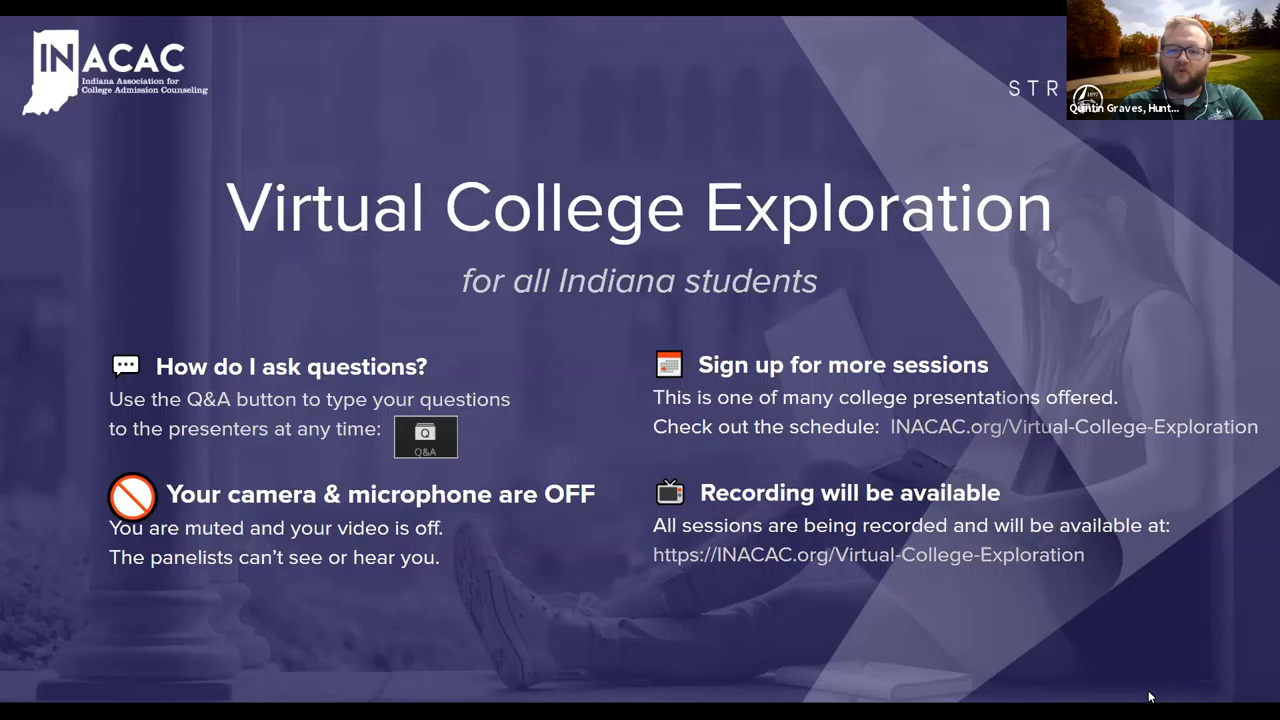 INACAC
Indiana Association for
College Admission Counseling
STR
Quintin Graves, Hunt...
Virtual College Exploration
for all Indiana students
How do I ask questions?
Use the Q&A button to type your questions
to the presenters at any time:
Q
Q&A
Your camera & microphone are OFF
You are muted and your video is off.
The panelists can't see or hear you.
Sign up for more sessions
This is one of many college presentations offered.
Check out the schedule: INACAC.org/Virtual-College-Exploration
Recording will be available
All sessions are being recorded and will be available at:
https://INACAC.org/Virtual-College-Exploration